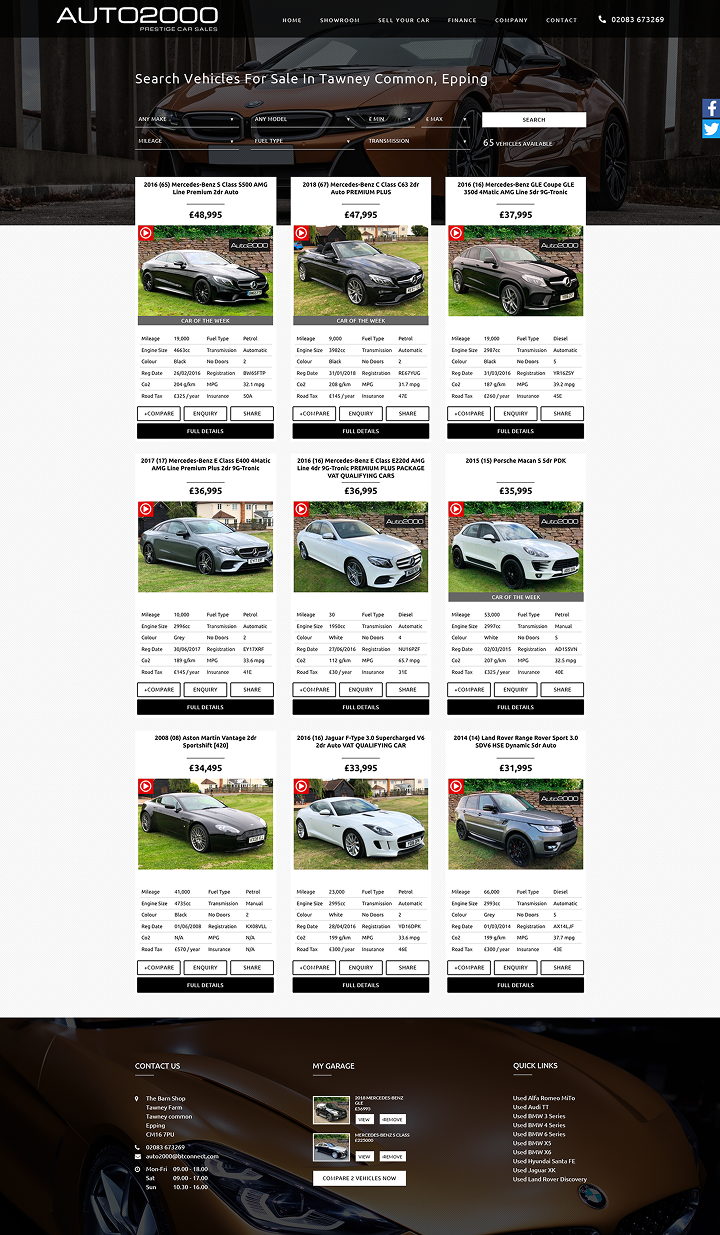 AUTO2000
PRESTIGE CAR SALES
HOME SHOWROOM SELL YOUR CAR FINANCE COMPANY CONTACT 02083 673269
Search Vehicles For Sale In Tawney Common, Epping
ANY MAKE ANY MODEL £ MIN £ MAX SEARCH
MILEAGE FUEL TYPE TRANSMISSION 65 VEHICLES AVAILABLE
2016 (65) Mercedes-Benz S Class S500 AMG
Line Premium 2dr Auto
£48,995
Auto2000
CAR OF THE WEEK
Mileage 19,000 Fuel Type Petrol
Engine Size 4663cc Transmission Automatic
Colour Black No Doors 2
Reg Date 26/02/2016 Registration BW65FTP
Co2 204 g/km MPG 32.1 mpg
Road Tax £325 / year Insurance 50A
+COMPARE ENQUIRY SHARE
FULL DETAILS
2018 (67) Mercedes-Benz C Class C63 2dr
Auto PREMIUM PLUS
£47,995
CAR OF THE WEEK
Mileage 9,000 Fuel Type Petrol
Engine Size 3982cc Transmission Automatic
Colour Black No Doors 2
Reg Date 31/01/2018 Registration RE67YUG
Co2 208 g/km MPG 31.7 mpg
Road Tax £145 / year Insurance 47E
+COMPARE ENQUIRY SHARE
FULL DETAILS
2016 (16) Mercedes-Benz GLE Coupe GLE
350d 4Matic AMG Line 5dr 9G-Tronic
£37,995
Auto2000
Mileage 19,000 Fuel Type Diesel
Engine Size 2987cc Transmission Automatic
Colour Black No Doors 5
Reg Date 31/03/2016 Registration YR16ZSY
Co2 187 g/km MPG 39.2 mpg
Road Tax £260 / year Insurance 45E
+COMPARE ENQUIRY SHARE
FULL DETAILS
2017 (17) Mercedes-Benz E Class E400 4Matic
AMG Line Premium Plus 2dr 9G-Tronic
£36,995
Mileage 10,000 Fuel Type Petrol
Engine Size 2996cc Transmission Automatic
Colour Grey No Doors 2
Reg Date 30/06/2017 Registration EY17XRF
Co2 189 g/km MPG 33.6 mpg
Road Tax £145 / year Insurance 41E
+COMPARE ENQUIRY SHARE
FULL DETAILS
2016 (16) Mercedes-Benz E Class E220d AMG
Line 4dr 9G-Tronic PREMIUM PLUS PACKAGE
VAT QUALIFYING CARS
£36,995
Auto2000
Mileage 30 Fuel Type Diesel
Engine Size 1950cc Transmission Automatic
Colour White No Doors 4
Reg Date 27/06/2016 Registration NU16PZF
Co2 112 g/km MPG 65.7 mpg
Road Tax £30 / year Insurance 31E
+COMPARE ENQUIRY SHARE
FULL DETAILS
2015 (15) Porsche Macan S 5dr PDK
£35,995
Auto2000
CAR OF THE WEEK
Mileage 53,000 Fuel Type Petrol
Engine Size 2997cc Transmission Manual
Colour White No Doors 5
Reg Date 02/03/2015 Registration AD15SVN
Co2 207 g/km MPG 32.5 mpg
Road Tax £325 / year Insurance 40E
+COMPARE ENQUIRY SHARE
FULL DETAILS
2008 (08) Aston Martin Vantage 2dr
Sportshift [420]
£34,495
Mileage 41,000 Fuel Type Petrol
Engine Size 4735cc Transmission Manual
Colour Black No Doors 2
Reg Date 01/06/2008 Registration KX08VLL
Co2 N/A MPG N/A
Road Tax £570 / year Insurance N/A
+COMPARE ENQUIRY SHARE
FULL DETAILS
2016 (16) Jaguar F-Type 3.0 Supercharged V6
2dr Auto VAT QUALIFYING CAR
£33,995
Mileage 23,000 Fuel Type Petrol
Engine Size 2995cc Transmission Automatic
Colour White No Doors 2
Reg Date 28/04/2016 Registration YD16DPK
Co2 199 g/km MPG 33.6 mpg
Road Tax £300 / year Insurance 46E
+COMPARE ENQUIRY SHARE
FULL DETAILS
2014 (14) Land Rover Range Rover Sport 3.0
SDV6 HSE Dynamic 5dr Auto
£31,995
Auto2000
Mileage 66,000 Fuel Type Diesel
Engine Size 2993cc Transmission Automatic
Colour Grey No Doors 5
Reg Date 01/03/2014 Registration AX14LJF
Co2 199 g/km MPG 37.7 mpg
Road Tax £300 / year Insurance 43E
+COMPARE ENQUIRY SHARE
FULL DETAILS
CONTACT US
The Barn Shop
Tawney Farm
Tawney common
Epping
CM16 7PU
02083 673269
auto2000@btconnect.com
Mon-Fri 09.00 - 18.00
Sat 09.00 - 17.00
Sun 10.30 - 16.00
MY GARAGE
2018 MERCEDES-BENZ
GLE
£36995
VIEW -REMOVE
MERCEDES-BENZ S CLASS
£223000
VIEW -REMOVE
COMPARE 2 VEHICLES NOW
QUICK LINKS
Used Alfa Romeo MiTo
Used Audi TT
Used BMW 3 Series
Used BMW 4 Series
Used BMW 6 Series
Used BMW X5
Used BMW X6
Used Hyundai Santa FE
Used Jaguar XK
Used Land Rover Discovery